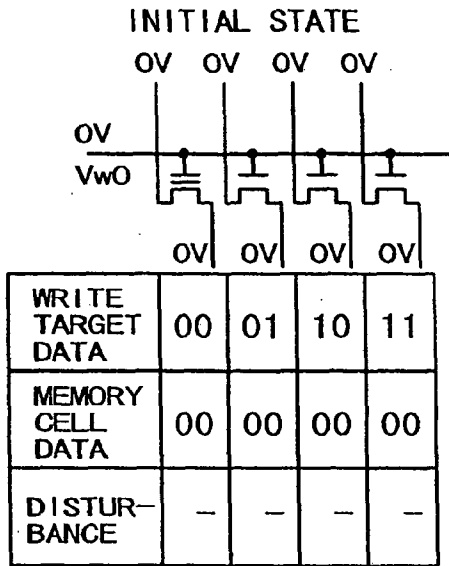 INITIAL STATE
0V 0V 0V 0V
0V
Vw0
0V 0V 0V 0V
WRITE
TARGET
DATA
00 01 10 11
MEMORY
CELL
DATA
00 00 00 00
DISTUR-
BANCE
- - - -